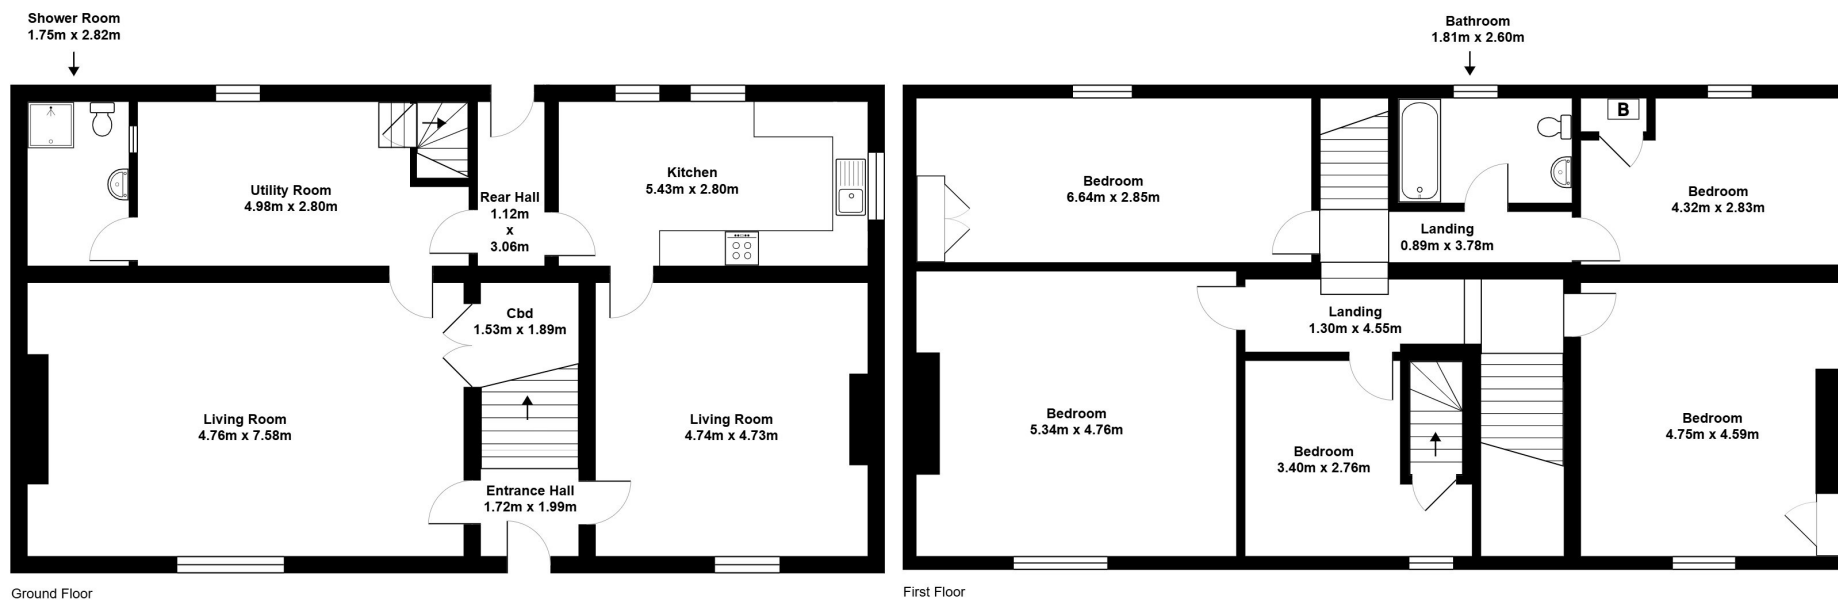 Shower Room
1.75m x 2.82m
Utility Room
4.98m x 2.80m
Rear Hall
1.12m
x
3.06m
Kitchen
5.43m x 2.80m
Living Room
4.76m x 7.58m
Cbd
1.53m x 1.89m
Living Room
4.74m x 4.73m
Entrance Hall
1.72m x 1.99m
Ground Floor
Bathroom
1.81m x 2.60m
B
Bedroom
6.64m x 2.85m
Bedroom
4.32m x 2.83m
Landing
0.89m x 3.78m
Landing
1.30m x 4.55m
Bedroom
5.34m x 4.76m
Bedroom
3.40m x 2.76m
Bedroom
4.75m x 4.59m
First Floor